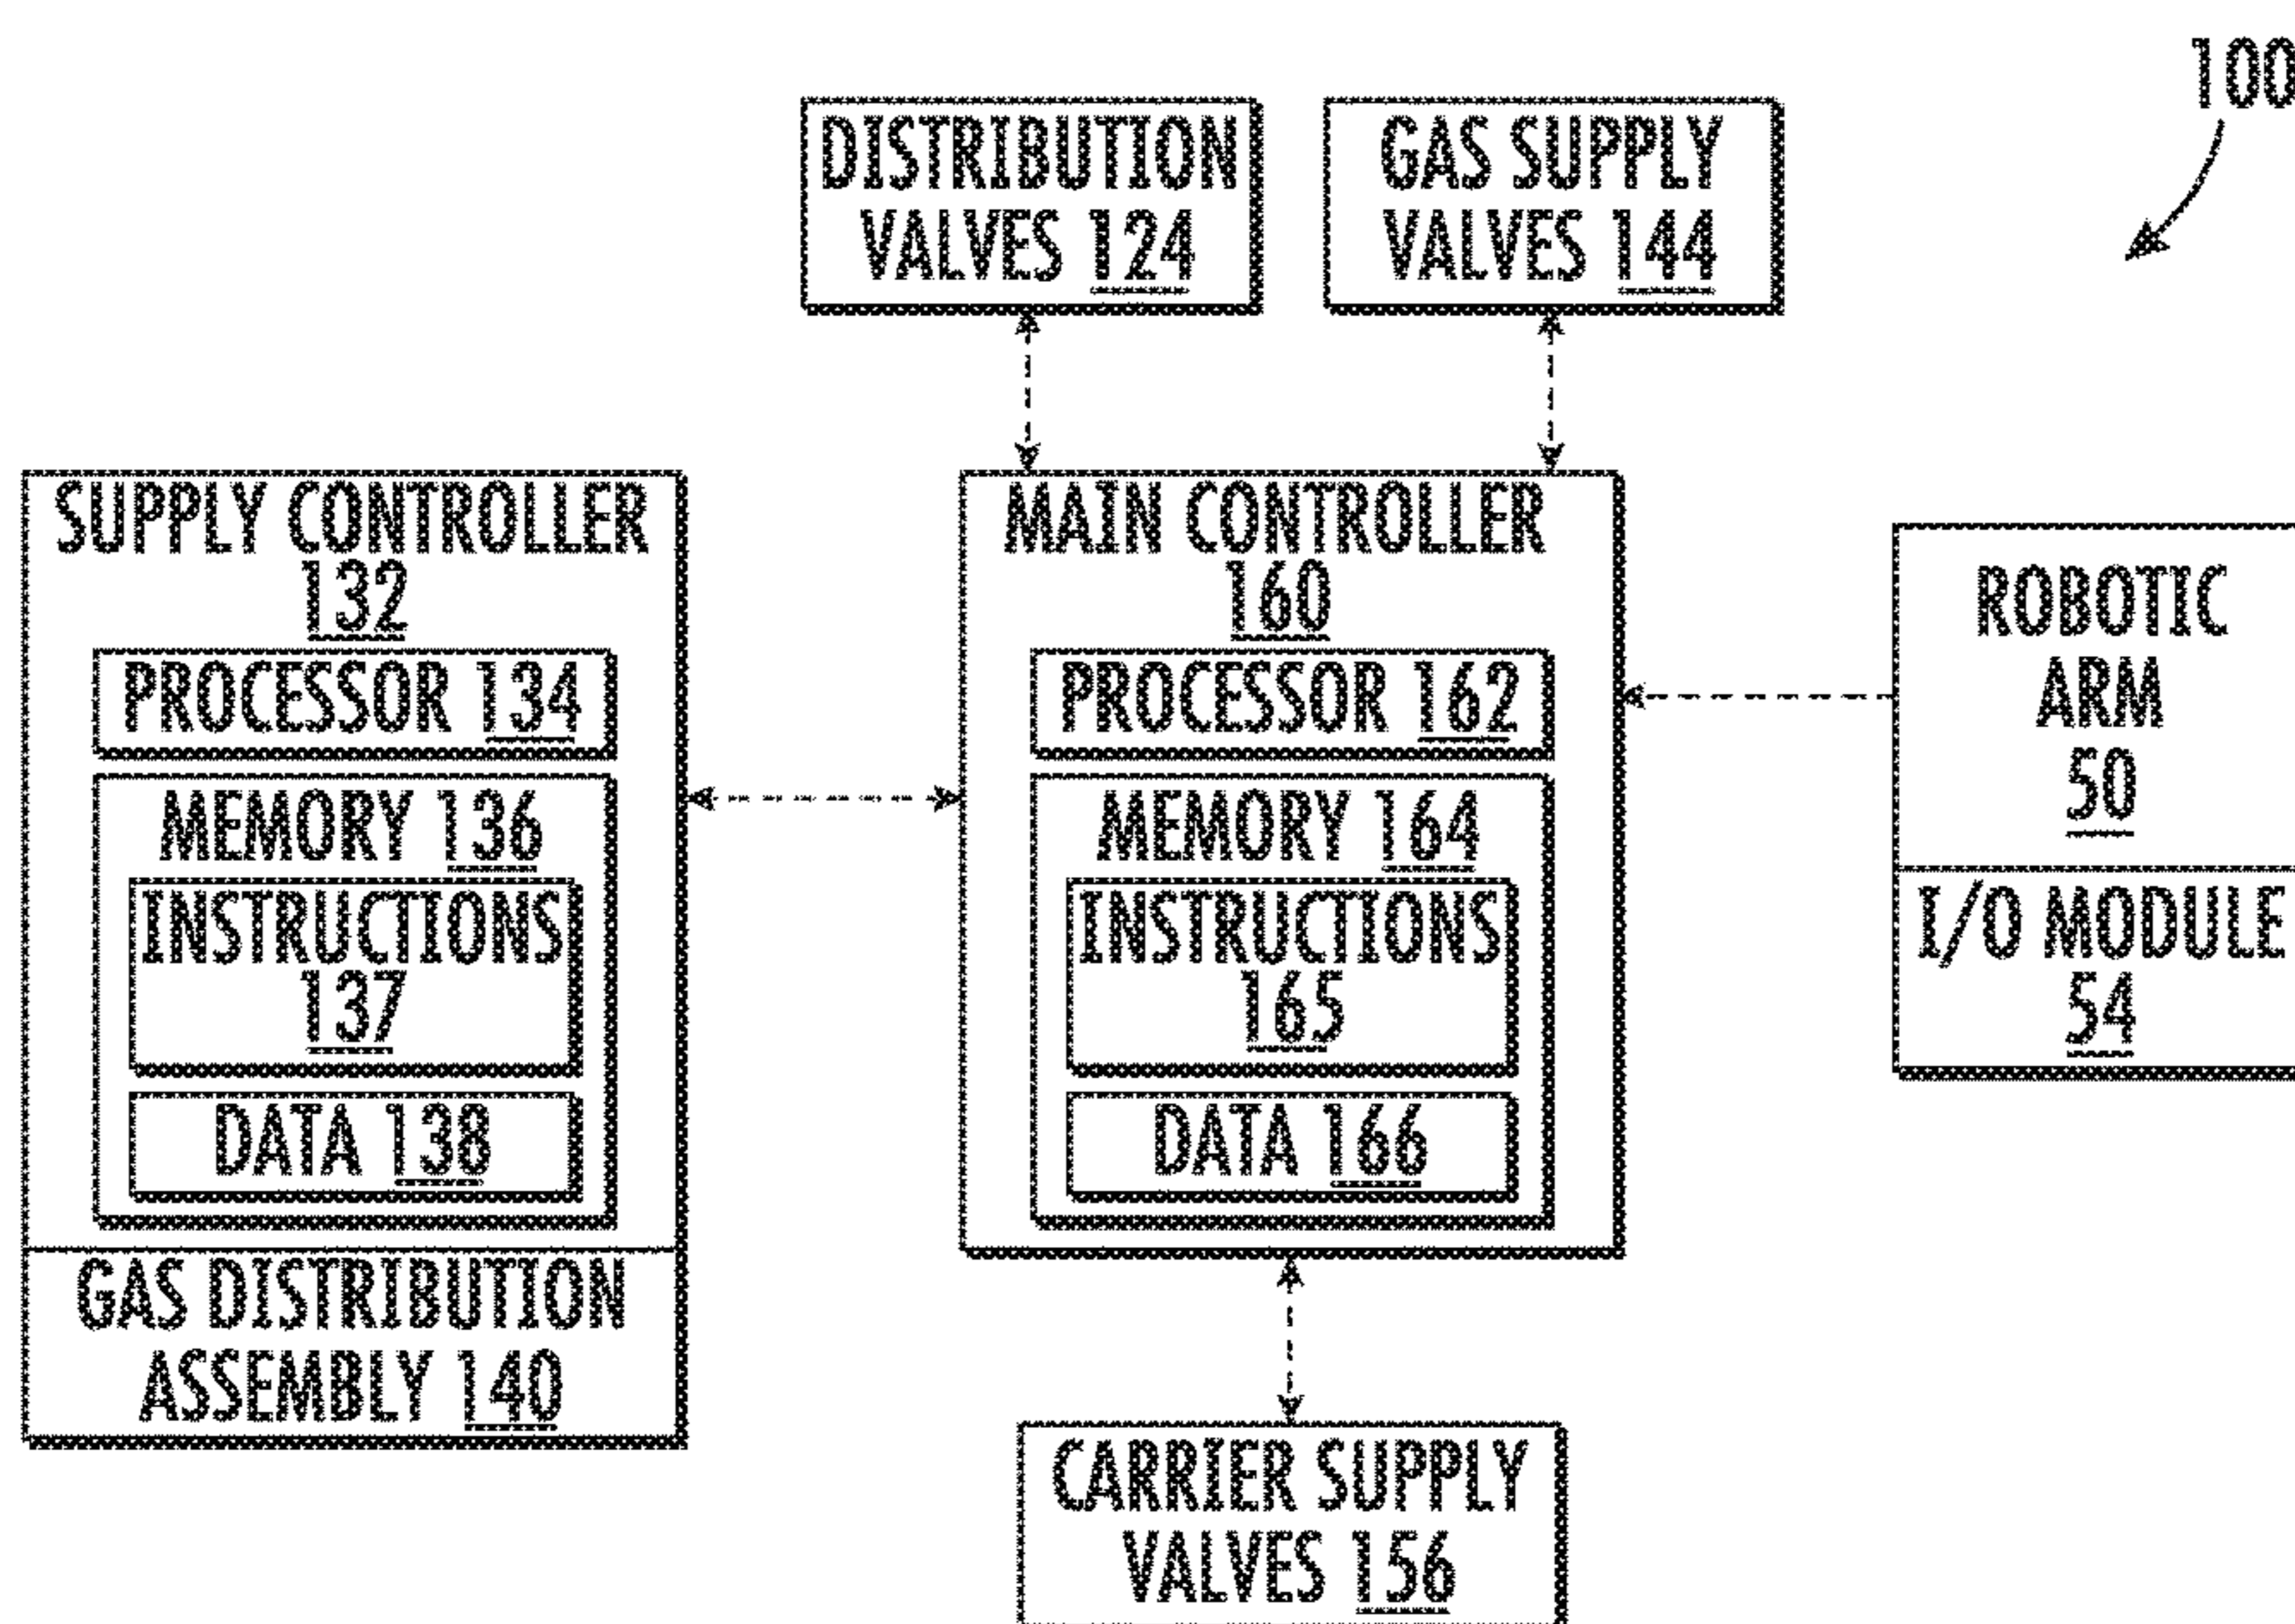 100
DISTRIBUTION
VALVES 124
GAS SUPPLY
VALVES 144
SUPPLY CONTROLLER
132
PROCESSOR 134
MEMORY 136
INSTRUCTIONS
137
DATA 138
GAS DISTRIBUTION
ASSEMBLY 140
MAIN CONTROLLER
160
PROCESSOR 162
MEMORY 164
INSTRUCTIONS
165
DATA 166
ROBOTIC
ARM
50
I/O MODULE
54
CARRIER SUPPLY
VALVES 156